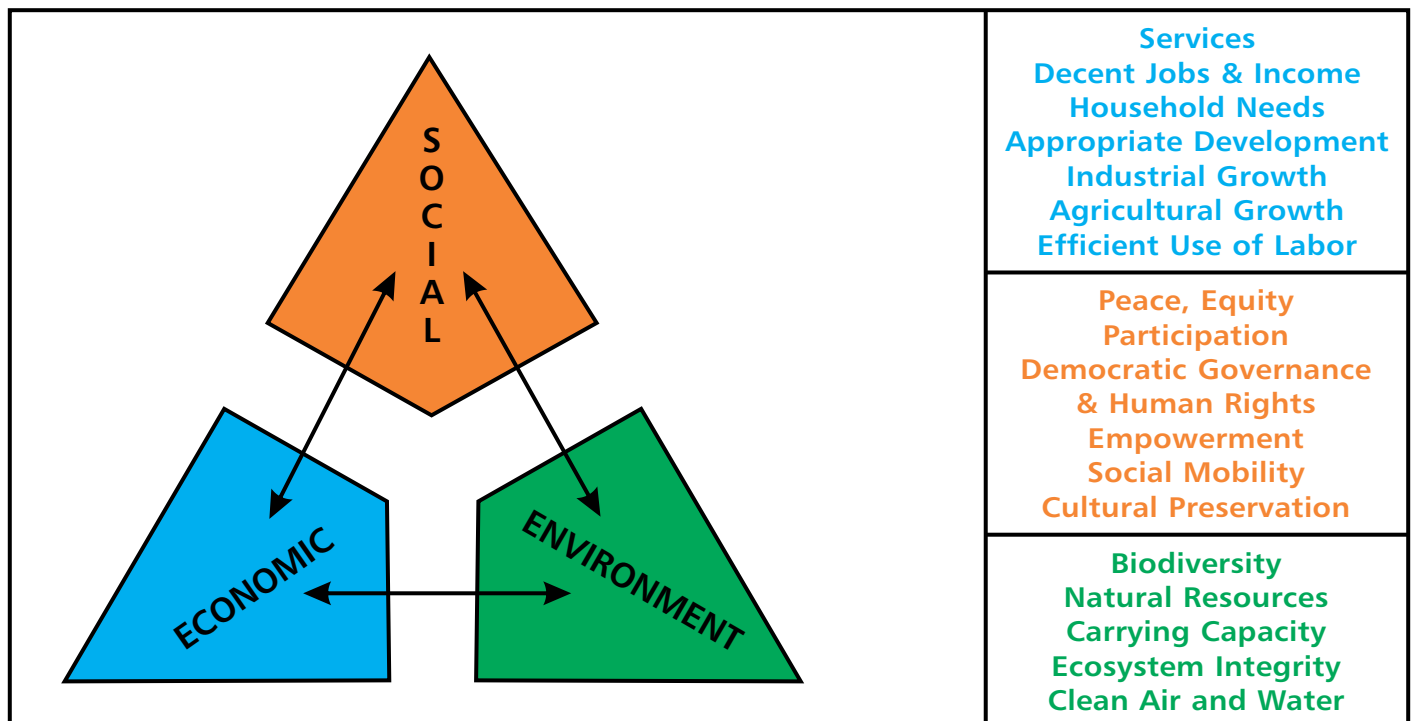 SOCIAL
ECONOMIC
ENVIRONMENT
Services
Decent Jobs & Income
Household Needs
Appropriate Development
Industrial Growth
Agricultural Growth
Efficient Use of Labor
Peace, Equity
Participation
Democratic Governance
& Human Rights
Empowerment
Social Mobility
Cultural Preservation
Biodiversity
Natural Resources
Carrying Capacity
Ecosystem Integrity
Clean Air and Water